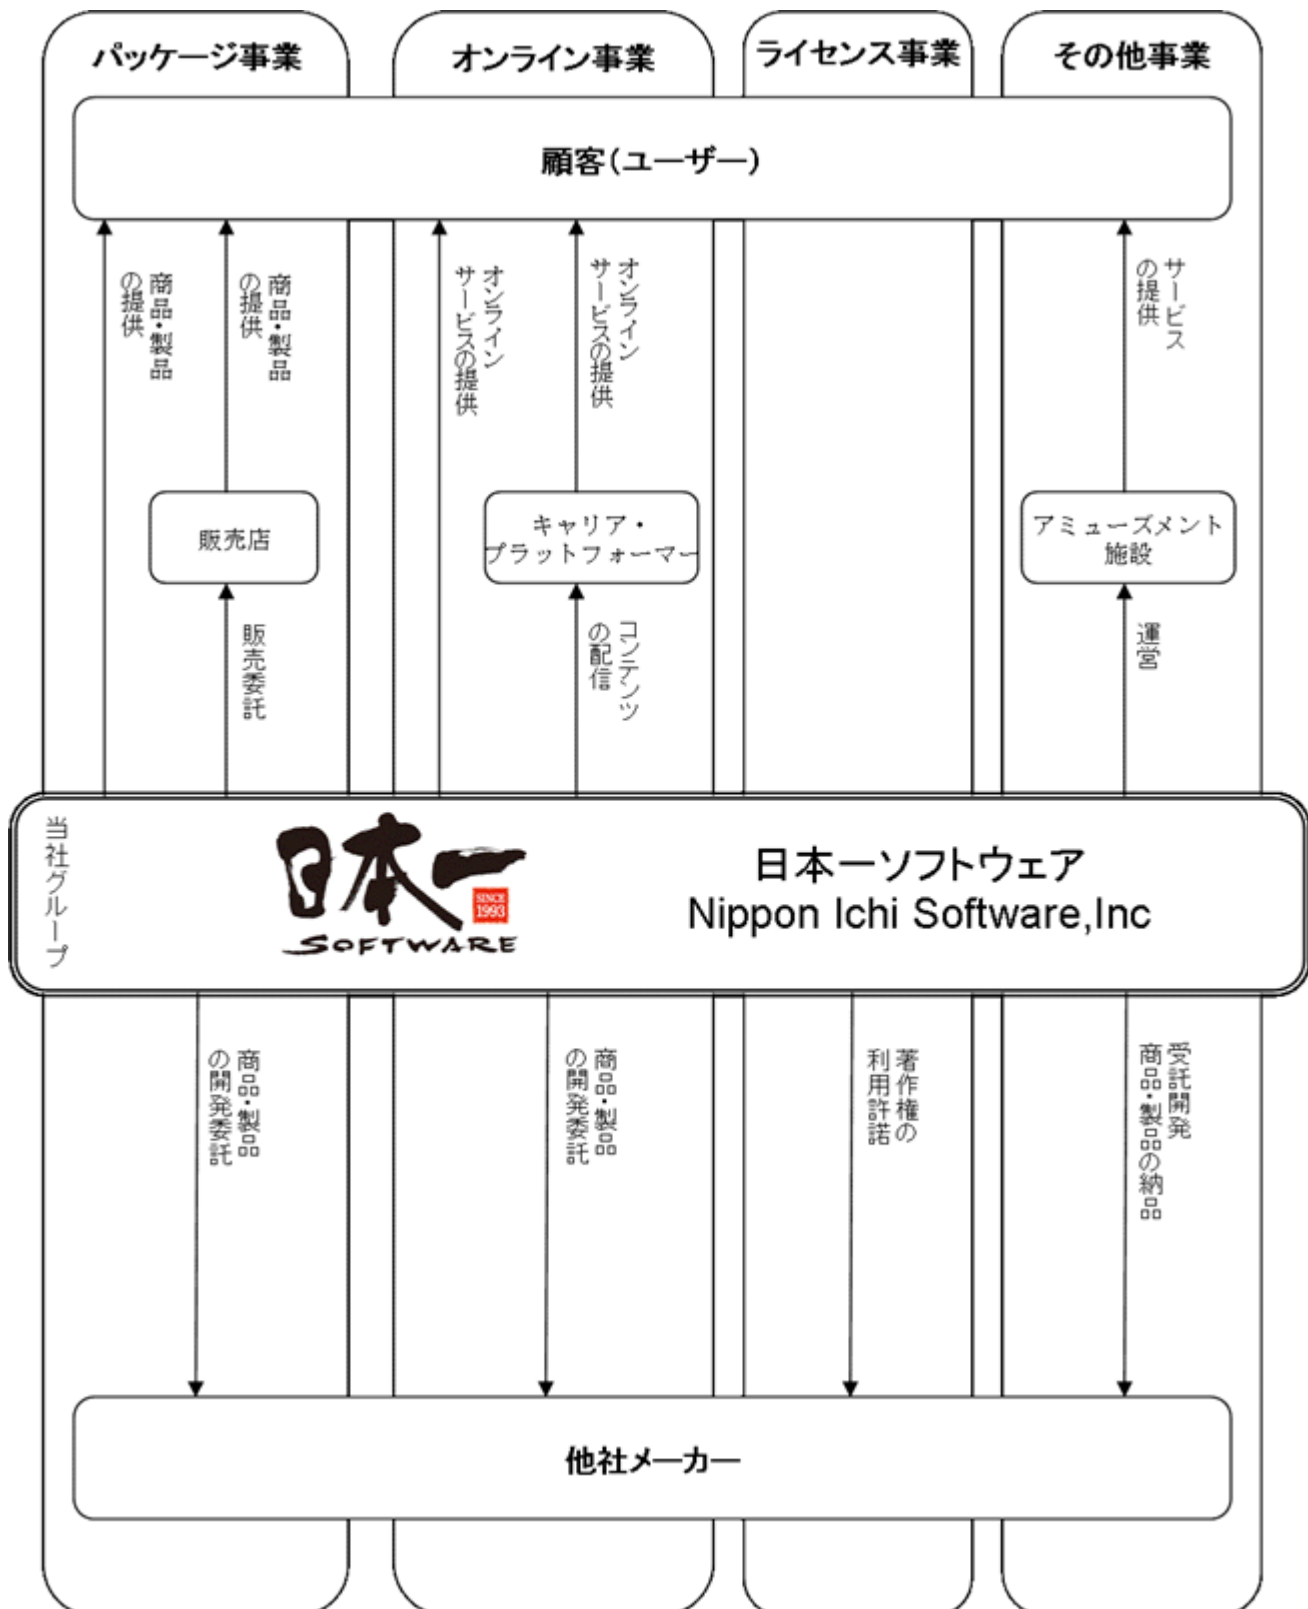 パッケージ事業
オンライン事業
ライセンス事業
その他事業
顧客(ユーザー)
商品・製品
の提供
商品・製品
の提供
オンライン
サービスの提供
オンライン
サービスの提供
サービス
の提供
販売店
キャリア・
プラットフォーマー
アミューズメント
施設
販売委託
コンテンツ
の配信
運営
当社グループ
日本一
SINCE
1993
SOFTWARE
日本一ソフトウェア
Nippon Ichi Software,Inc
商品・製品
の開発委託
商品・製品
の開発委託
著作権の
利用許諾
受託開発
商品・製品の納品
他社メーカー